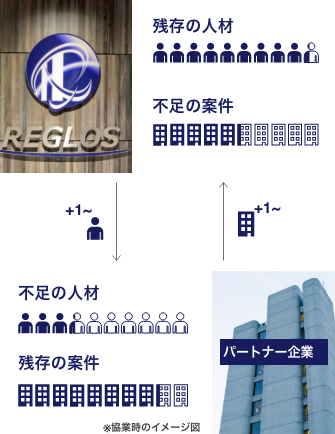 残存の人材
不足の案件
REGLOS
+1~
+1~
不足の人材
残存の案件
パートナー企業
※協業時のイメージ図